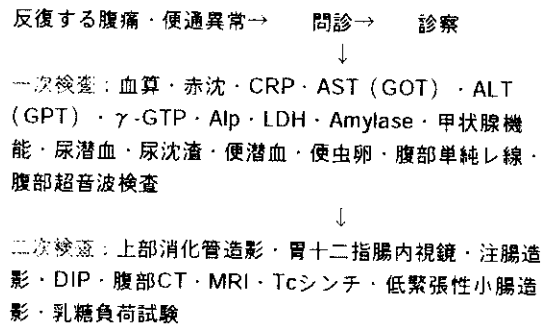 反復する腹痛・便通異常→ 問診→ 診察
↓
一次検査：血算・赤沈・CRP・AST（GOT）・ALT
（GPT）・γ-GTP・Alp・LDH・Amylase・甲状腺機
能・尿潜血・尿沈渣・便潜血・便虫卵・腹部単純レ線・
腹部超音波検査
↓
二次検査：上部消化管造影・胃十二指腸内視鏡・注腸造
影・DIP・腹部CT・MRI・Tcシンチ・低緊張性小腸造
影・乳糖負荷試験